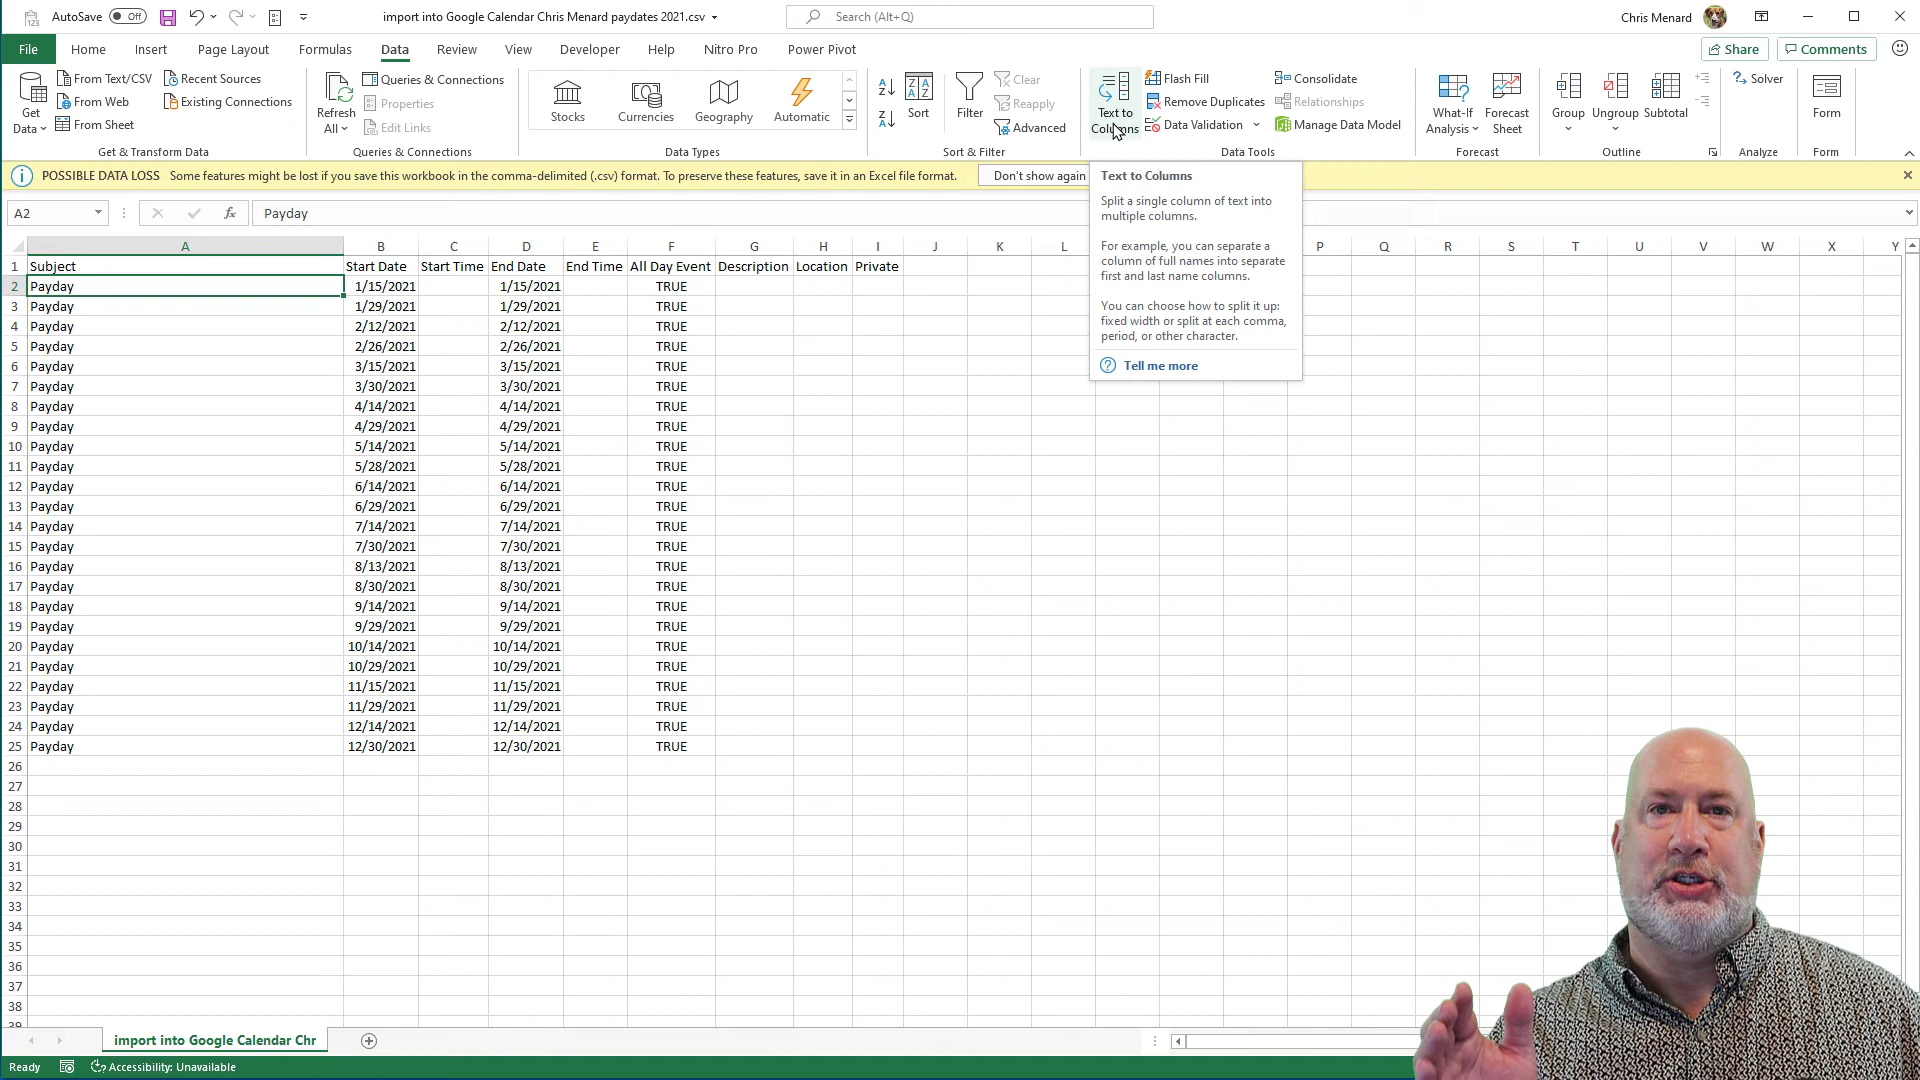 AutoSave Off import into Google Calendar Chris Menard paydates 2021.csv Search (Alt+Q) Chris Menard
File Home Insert Page Layout Formulas Data Review View Developer Help Nitro Pro Power Pivot Share Comments
Get Data From Text/CSV From Web From Sheet Recent Sources Existing Connections
Refresh All Queries & Connections Properties Edit Links
Stocks Currencies Geography Automatic
Sort Filter Clear Reapply Advanced
Text to Columns Flash Fill Remove Duplicates Data Validation Consolidate Relationships Manage Data Model
What-If Analysis Forecast Sheet
Group Ungroup Subtotal
Solver
Form
Get & Transform Data Queries & Connections Data Types Sort & Filter Data Tools Forecast Outline Analyze Form
POSSIBLE DATA LOSS Some features might be lost if you save this workbook in the comma-delimited (.csv) format. To preserve these features, save it in an Excel file format. Don't show again
Text to Columns
Split a single column of text into
multiple columns.
For example, you can separate a
column of full names into separate
first and last name columns.
You can choose how to split it up:
fixed width or split at each comma,
period, or other character.
Tell me more
A2 fx Payday
A B C D E F G H I J K L P Q R S T U V W X Y
1 Subject Start Date Start Time End Date End Time All Day Event Description Location Private
2 Payday 1/15/2021 1/15/2021 TRUE
3 Payday 1/29/2021 1/29/2021 TRUE
4 Payday 2/12/2021 2/12/2021 TRUE
5 Payday 2/26/2021 2/26/2021 TRUE
6 Payday 3/15/2021 3/15/2021 TRUE
7 Payday 3/30/2021 3/30/2021 TRUE
8 Payday 4/14/2021 4/14/2021 TRUE
9 Payday 4/29/2021 4/29/2021 TRUE
10 Payday 5/14/2021 5/14/2021 TRUE
11 Payday 5/28/2021 5/28/2021 TRUE
12 Payday 6/14/2021 6/14/2021 TRUE
13 Payday 6/29/2021 6/29/2021 TRUE
14 Payday 7/14/2021 7/14/2021 TRUE
15 Payday 7/30/2021 7/30/2021 TRUE
16 Payday 8/13/2021 8/13/2021 TRUE
17 Payday 8/30/2021 8/30/2021 TRUE
18 Payday 9/14/2021 9/14/2021 TRUE
19 Payday 9/29/2021 9/29/2021 TRUE
20 Payday 10/14/2021 10/14/2021 TRUE
21 Payday 10/29/2021 10/29/2021 TRUE
22 Payday 11/15/2021 11/15/2021 TRUE
23 Payday 11/29/2021 11/29/2021 TRUE
24 Payday 12/14/2021 12/14/2021 TRUE
25 Payday 12/30/2021 12/30/2021 TRUE
26
27
28
29
30
31
32
33
34
35
36
37
38
39
import into Google Calendar Chr
Ready Accessibility: Unavailable